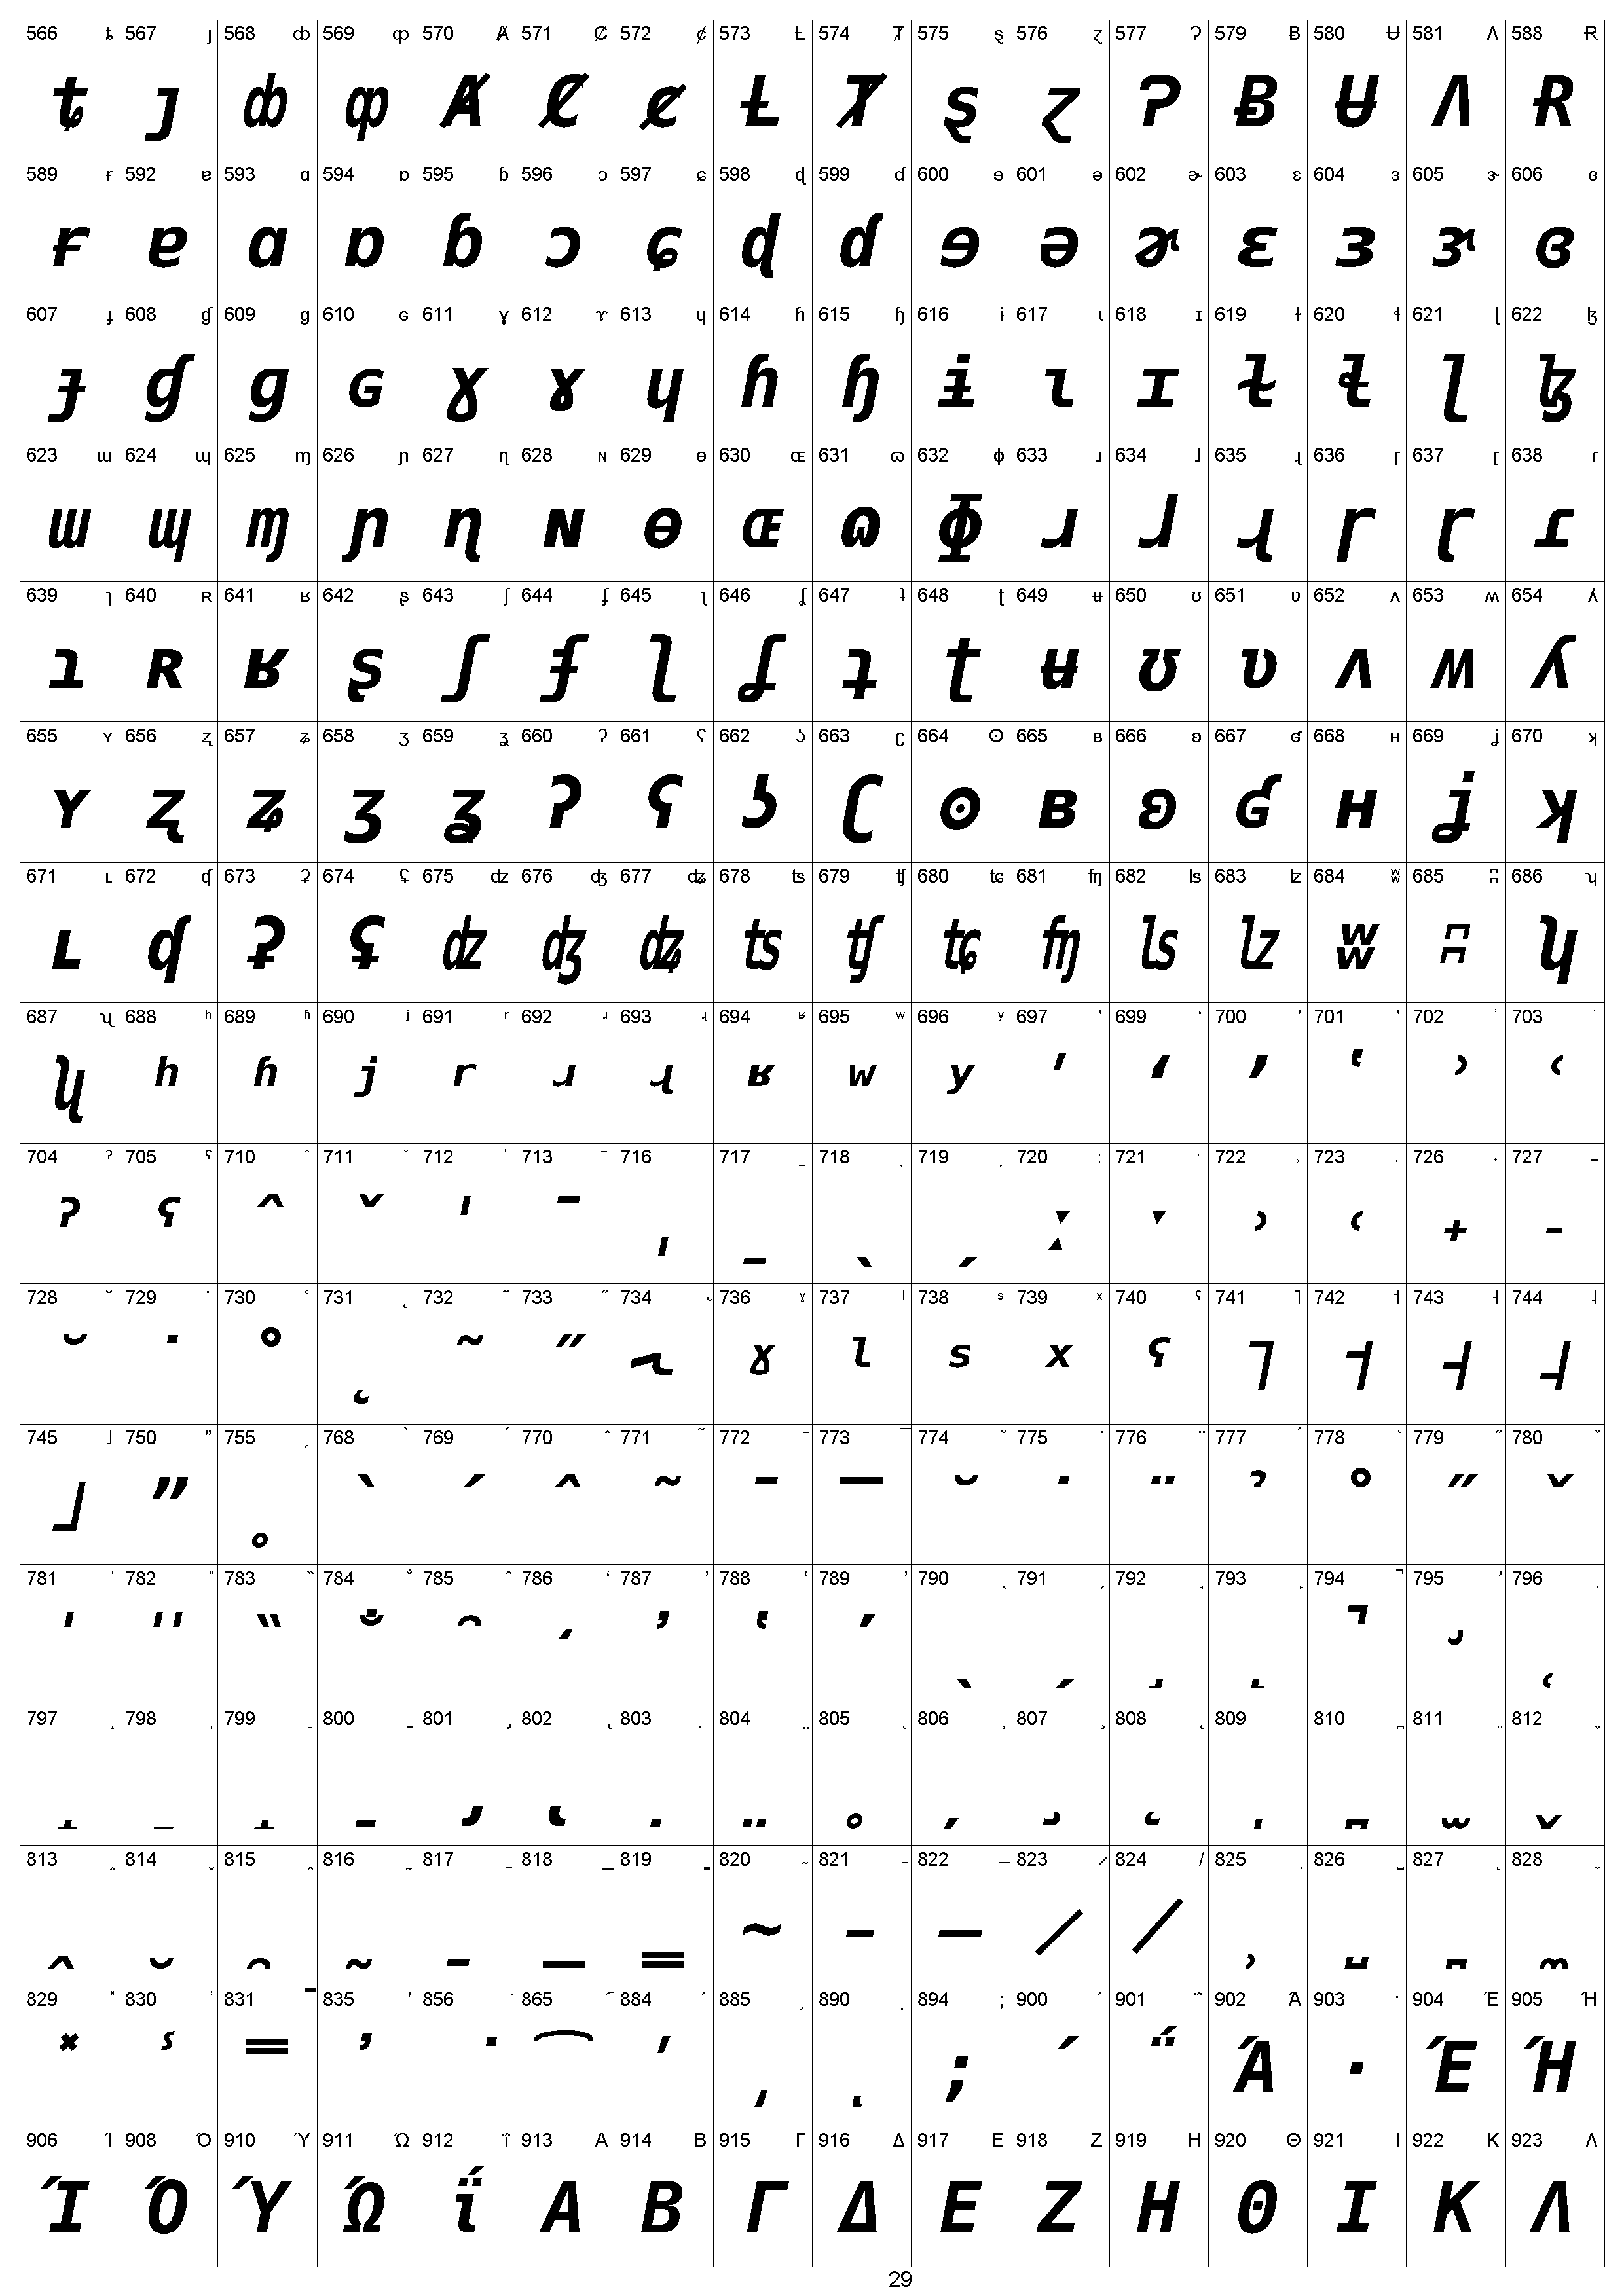 566 ȶ 567 ȷ 568 ȸ 569 ȹ 570 Ⱥ 571 Ȼ 572 ȼ 573 Ƚ 574 Ⱦ 575 ȿ 576 ɀ 577 Ɂ 579 Ƀ 580 Ʉ 581 Ʌ 588 Ɍ
ȶ ȷ ȸ ȹ Ⱥ Ȼ ȼ Ƚ Ⱦ ȿ ɀ Ɂ Ƀ Ʉ Ʌ Ɍ
589 ɍ 592 ɐ 593 ɑ 594 ɒ 595 ɓ 596 ɔ 597 ɕ 598 ɖ 599 ɗ 600 ɘ 601 ə 602 ɚ 603 ɛ 604 ɜ 605 ɝ 606 ɞ
ɍ ɐ ɑ ɒ ɓ ɔ ɕ ɖ ɗ ɘ ə ɚ ɛ ɜ ɝ ɞ
607 ɟ 608 ɠ 609 ɡ 610 ɢ 611 ɣ 612 ɤ 613 ɥ 614 ɦ 615 ɧ 616 ɨ 617 ɩ 618 ɪ 619 ɫ 620 ɬ 621 ɭ 622 ɮ
ɟ ɠ ɡ ɢ ɣ ɤ ɥ ɦ ɧ ɨ ɩ ɪ ɫ ɬ ɭ ɮ
623 ɯ 624 ɰ 625 ɱ 626 ɲ 627 ɳ 628 ɴ 629 ɵ 630 ɶ 631 ɷ 632 ɸ 633 ɹ 634 ɺ 635 ɻ 636 ɼ 637 ɽ 638 ɾ
ɯ ɰ ɱ ɲ ɳ ɴ ɵ ɶ ɷ ɸ ɹ ɺ ɻ ɼ ɽ ɾ
639 ɿ 640 ʀ 641 ʁ 642 ʂ 643 ʃ 644 ʄ 645 ʅ 646 ʆ 647 ʇ 648 ʈ 649 ʉ 650 ʊ 651 ʋ 652 ʌ 653 ʍ 654 ʎ
ɿ ʀ ʁ ʂ ʃ ʄ ʅ ʆ ʇ ʈ ʉ ʊ ʋ ʌ ʍ ʎ
655 ʏ 656 ʐ 657 ʑ 658 ʒ 659 ʓ 660 ʔ 661 ʕ 662 ʖ 663 ʗ 664 ʘ 665 ʙ 666 ʚ 667 ʛ 668 ʜ 669 ʝ 670 ʞ
ʏ ʐ ʑ ʒ ʓ ʔ ʕ ʖ ʗ ʘ ʙ ʚ ʛ ʜ ʝ ʞ
671 ʟ 672 ʠ 673 ʡ 674 ʢ 675 ʣ 676 ʤ 677 ʥ 678 ʦ 679 ʧ 680 ʨ 681 ʩ 682 ʪ 683 ʫ 684 ʬ 685 ʭ 686 ʮ
ʟ ʠ ʡ ʢ ʣ ʤ ʥ ʦ ʧ ʨ ʩ ʪ ʫ ʬ ʭ ʮ
687 ʯ 688 ʰ 689 ʱ 690 ʲ 691 ʳ 692 ʴ 693 ʵ 694 ʶ 695 ʷ 696 ʸ 697 ʹ 699 ʻ 700 ʼ 701 ʽ 702 ʾ 703 ʿ
ʯ ʰ ʱ ʲ ʳ ʴ ʵ ʶ ʷ ʸ ʹ ʻ ʼ ʽ ʾ ʿ
704 ˀ 705 ˁ 710 ˆ 711 ˇ 712 ˈ 713 ˉ 716 ˌ 717 ˍ 718 ˎ 719 ˏ 720 ː 721 ˑ 722 ˒ 723 ˓ 726 ˖ 727 ˗
ˀ ˁ ˆ ˇ ˈ ˉ ˌ ˍ ˎ ˏ ː ˑ ˒ ˓ ˖ ˗
728 ˘ 729 ˙ 730 ˚ 731 ˛ 732 ˜ 733 ˝ 734 ˞ 736 ˠ 737 ˡ 738 ˢ 739 ˣ 740 ˤ 741 ˥ 742 ˦ 743 ˧ 744 ˨
˘ ˙ ˚ ˛ ˜ ˝ ˞ ˠ ˡ ˢ ˣ ˤ ˥ ˦ ˧ ˨
745 ˩ 750 ˮ 755 ˳ 768 ̀ 769 ́ 770 ̂ 771 ̃ 772 ̄ 773 ̅ 774 ̆ 775 ̇ 776 ̈ 777 ̉ 778 ̊ 779 ̋ 780 ̌
˩ ˮ ˳ ̀ ́ ̂ ̃ ̄ ̅ ̆ ̇ ̈ ̉ ̊ ̋ ̌
781 ̍ 782 ̎ 783 ̏ 784 ̐ 785 ̑ 786 ̒ 787 ̓ 788 ̔ 789 ̕ 790 ̖ 791 ̗ 792 ̘ 793 ̙ 794 ̚ 795 ̛ 796 ̜
̍ ̎ ̏ ̐ ̑ ̒ ̓ ̔ ̕ ̖ ̗ ̘ ̙ ̚ ̛ ̜
797 ̝ 798 ̞ 799 ̟ 800 ̠ 801 ̡ 802 ̢ 803 ̣ 804 ̤ 805 ̥ 806 ̦ 807 ̧ 808 ̨ 809 ̩ 810 ̪ 811 ̫ 812 ̬
̝ ̞ ̟ ̠ ̡ ̢ ̣ ̤ ̥ ̦ ̧ ̨ ̩ ̪ ̫ ̬
813 ̭ 814 ̮ 815 ̯ 816 ̰ 817 ̱ 818 ̲ 819 ̳ 820 ̴ 821 ̵ 822 ̶ 823 ̷ 824 ̸ 825 ̹ 826 ̺ 827 ̻ 828 ̼
̭ ̮ ̯ ̰ ̱ ̲ ̳ ̴ ̵ ̶ ̷ ̸ ̹ ̺ ̻ ̼
829 ̽ 830 ̾ 831 ̿ 835 ̓ 856 ͘ 865 ͡ 884 ʹ 885 ͵ 890 ͺ 894 ; 900 ΄ 901 ΅ 902 Ά 903 · 904 Έ 905 Ή
̽ ̾ ̿ ̓ ͘ ͡ ʹ ͵ ͺ ; ΄ ΅ Ά · Έ Ή
906 Ί 908 Ό 910 Ύ 911 Ώ 912 ΐ 913 Α 914 Β 915 Γ 916 Δ 917 Ε 918 Ζ 919 Η 920 Θ 921 Ι 922 Κ 923 Λ
Ί Ό Ύ Ώ ΐ Α Β Γ Δ Ε Ζ Η Θ Ι Κ Λ
29